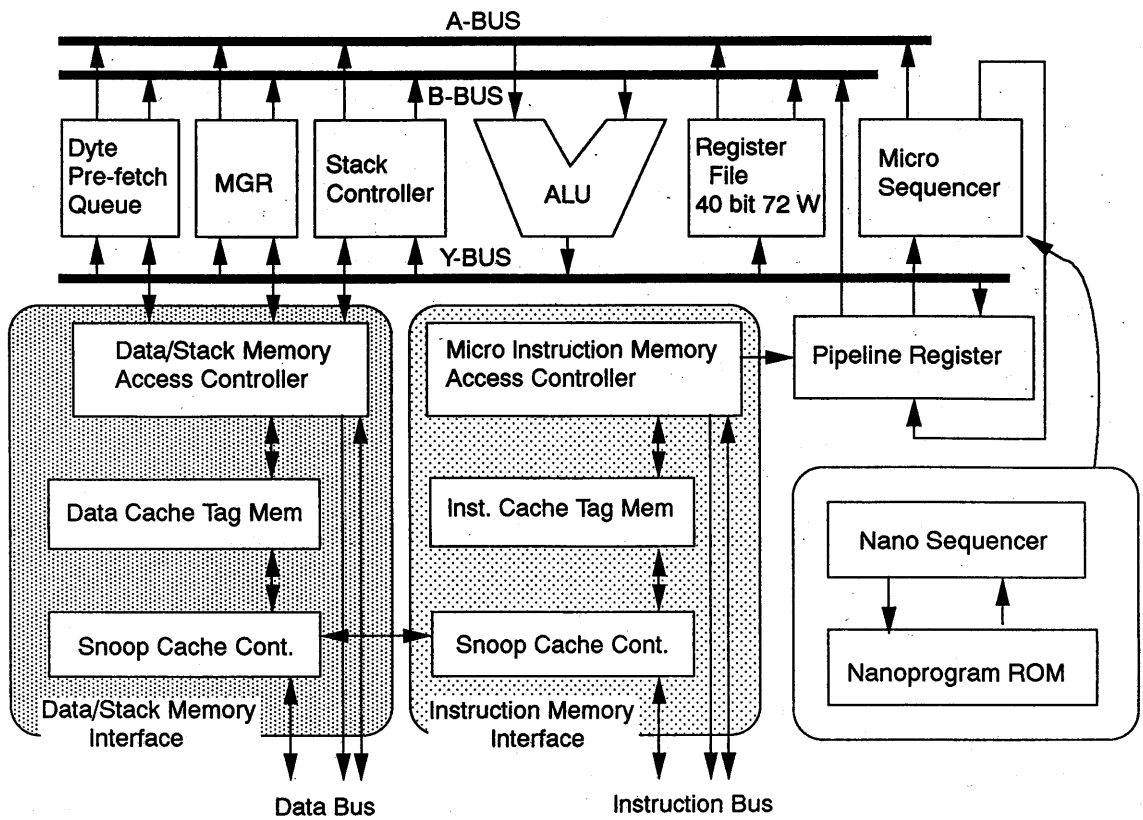 A-BUS
B-BUS
Dyte
Pre-fetch
Queue
MGR
Stack
Controller
ALU
Register
File
40 bit 72 W
Micro
Sequencer
Y-BUS
Data/Stack Memory
Access Controller
Micro Instruction Memory
Access Controller
Pipeline Register
Data Cache Tag Mem
Inst. Cache Tag Mem
Nano Sequencer
Snoop Cache Cont.
Snoop Cache Cont.
Nanoprogram ROM
Data/Stack Memory
Interface
Instruction Memory
Interface
Data Bus
Instruction Bus